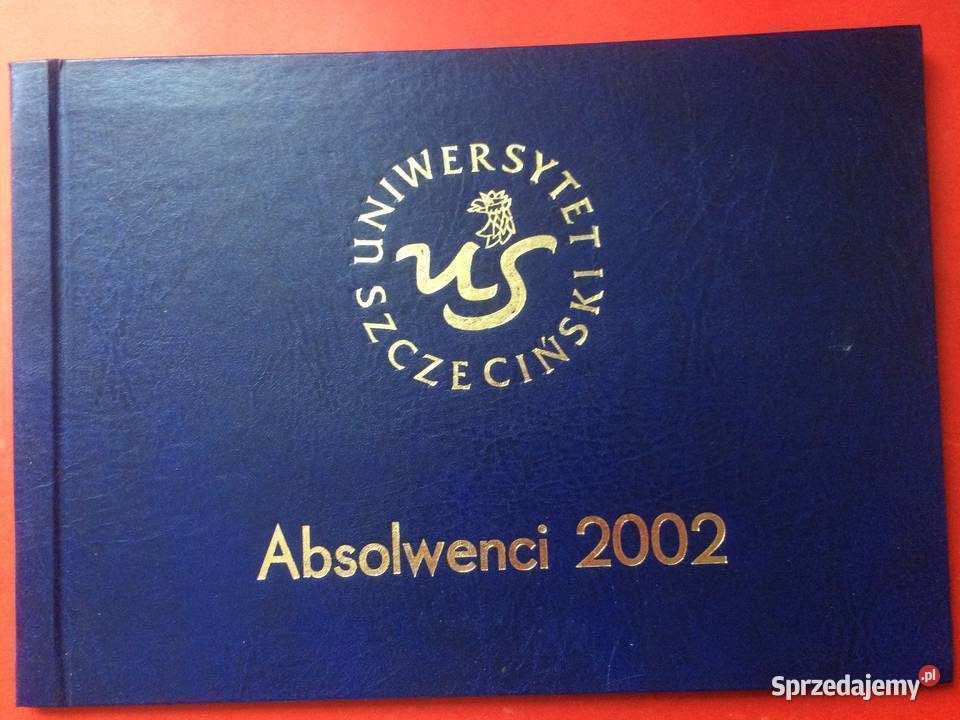 UNIWERSYTET
SZCZECIŃSKI
US
Absolwenci 2002
Sprzedajemy.pl